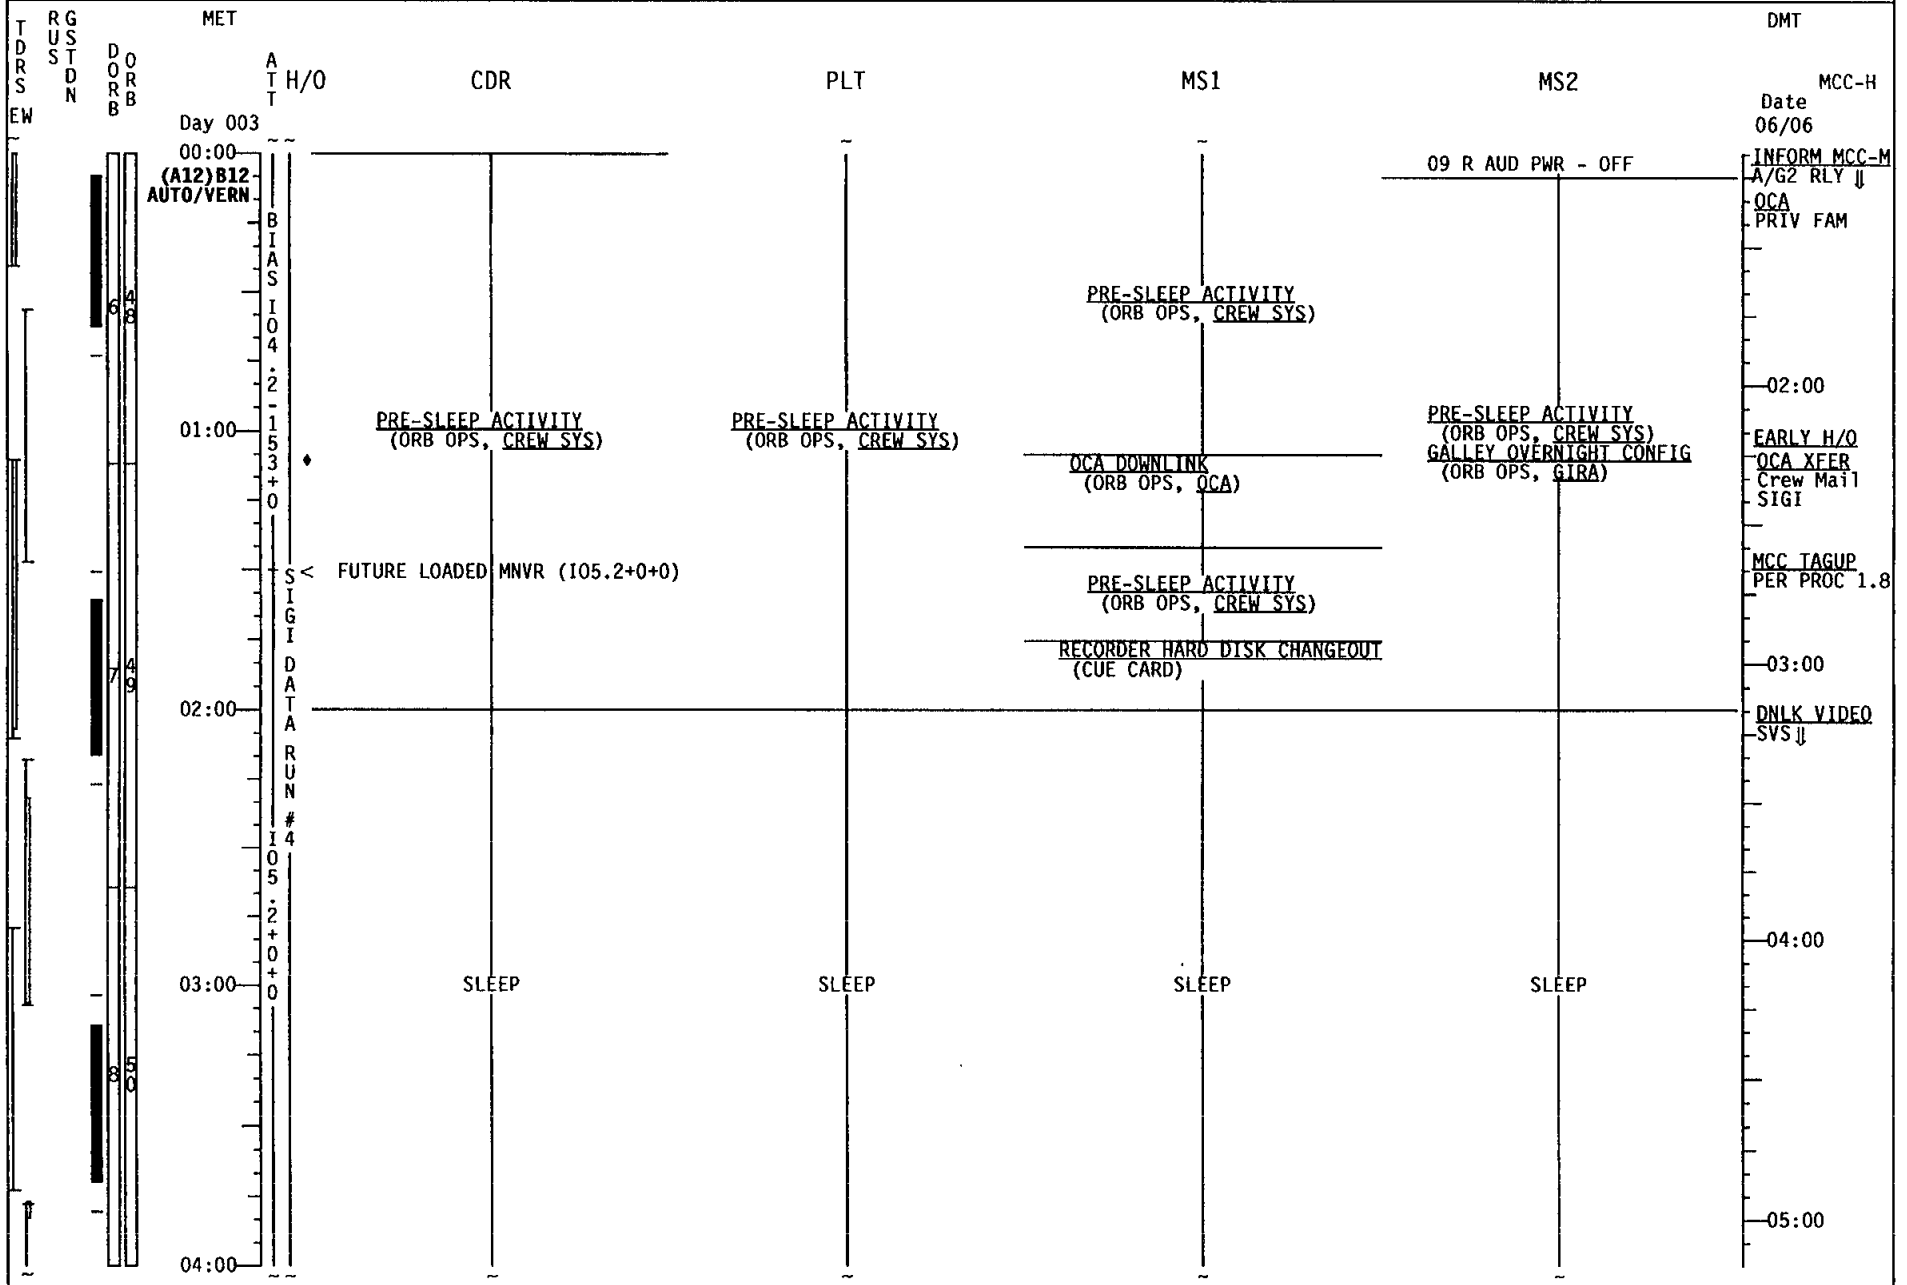 TDRS
EW
RUS
GSTDN
DORB
ORB
MET
ATT
H/O
CDR
PLT
MS1
MS2
DMT
MCC-H
Date
06/06
Day 003
00:00
(A12)B12
AUTO/VERN
BIAS IO4.2-153+0
09 R AUD PWR - OFF
INFORM MCC-M
A/G2 RLY ⇓
OCA
PRIV FAM
6
48
PRE-SLEEP ACTIVITY
(ORB OPS, CREW SYS)
02:00
01:00
PRE-SLEEP ACTIVITY
(ORB OPS, CREW SYS)
PRE-SLEEP ACTIVITY
(ORB OPS, CREW SYS)
OCA DOWNLINK
(ORB OPS, OCA)
PRE-SLEEP ACTIVITY
(ORB OPS, CREW SYS)
GALLEY OVERNIGHT CONFIG
(ORB OPS, GIRA)
EARLY H/O
OCA XFER
Crew Mail
SIGI
< FUTURE LOADED MNVR (IO5.2+0+0)
SIGI DATA RUN #4
PRE-SLEEP ACTIVITY
(ORB OPS, CREW SYS)
MCC TAGUP
PER PROC 1.8
RECORDER HARD DISK CHANGEOUT
(CUE CARD)
03:00
7
49
02:00
DNLK VIDEO
SVS ⇓
IO5.2+0+0
04:00
03:00
SLEEP
SLEEP
SLEEP
SLEEP
8
50
05:00
04:00